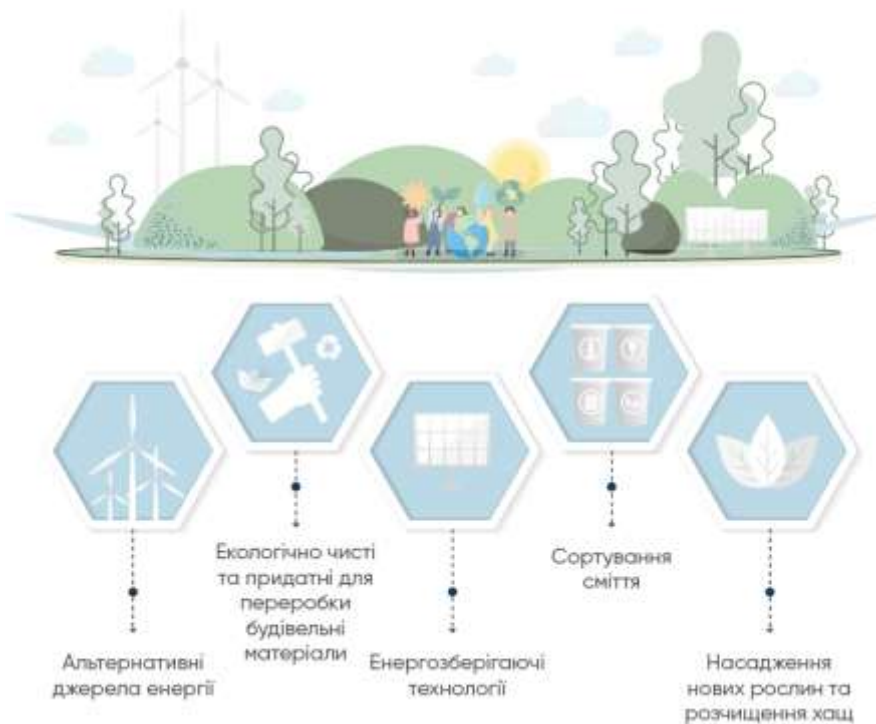 Альтернативні
джерела енергії
Екологічно чисті
та придатні для
переробки
будівельні
матеріали
Енергозберігаючі
технології
Сортування
сміття
Насадження
нових рослин та
розчищення хащ